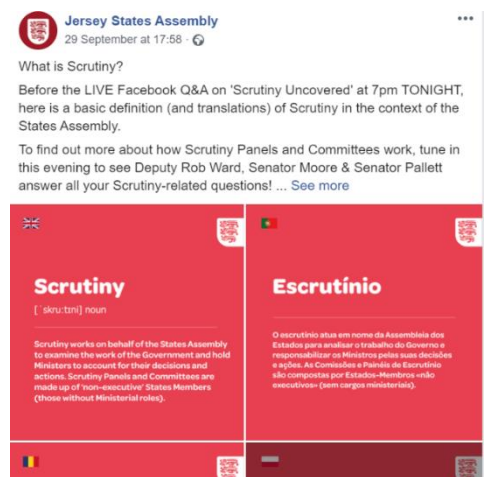 Jersey States Assembly
29 September at 17:58 ·
What is Scrutiny?
Before the LIVE Facebook Q&A on 'Scrutiny Uncovered' at 7pm TONIGHT,
here is a basic definition (and translations) of Scrutiny in the context of the
States Assembly.
To find out more about how Scrutiny Panels and Committees work, tune in
this evening to see Deputy Rob Ward, Senator Moore & Senator Pallett
answer all your Scrutiny-related questions! ... See more
Scrutiny
[ˈskruːtɪni] noun
Scrutiny works on behalf of the States Assembly
to examine the work of the Government and hold
Ministers to account for their decisions and
actions. Scrutiny Panels and Committees are
made up of 'non-executive' States Members
(those without Ministerial roles).
Escrutínio
O escrutínio atua em nome da Assembleia dos
Estados para analisar o trabalho do Governo e
responsabilizar os Ministros pelas suas decisões
e ações. As Comissões e Painéis de Escrutínio
são compostas por Estados-Membros «não
executivos» (sem cargos ministeriais).